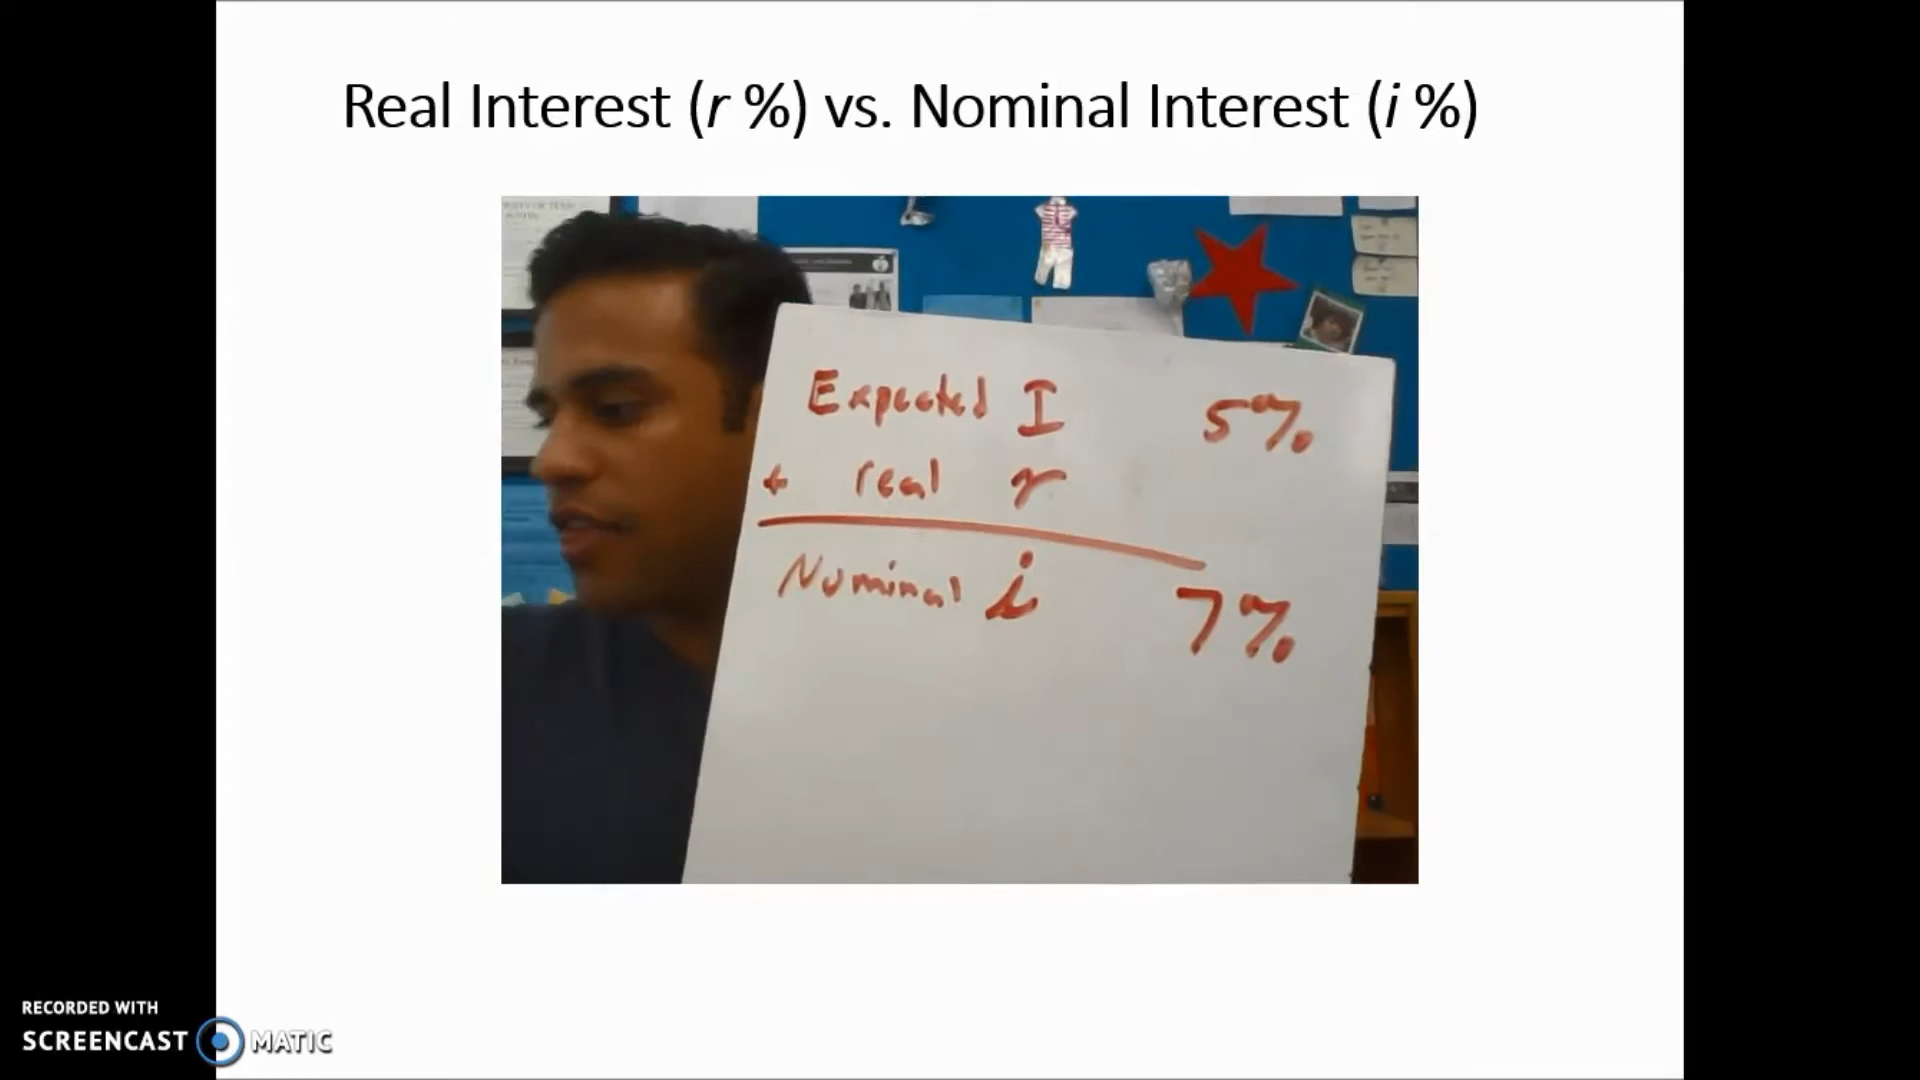 Real Interest (r %) vs. Nominal Interest (i %)
Expected I 5%
+ real r
Nominal i 7%
RECORDED WITH
SCREENCAST MATIC